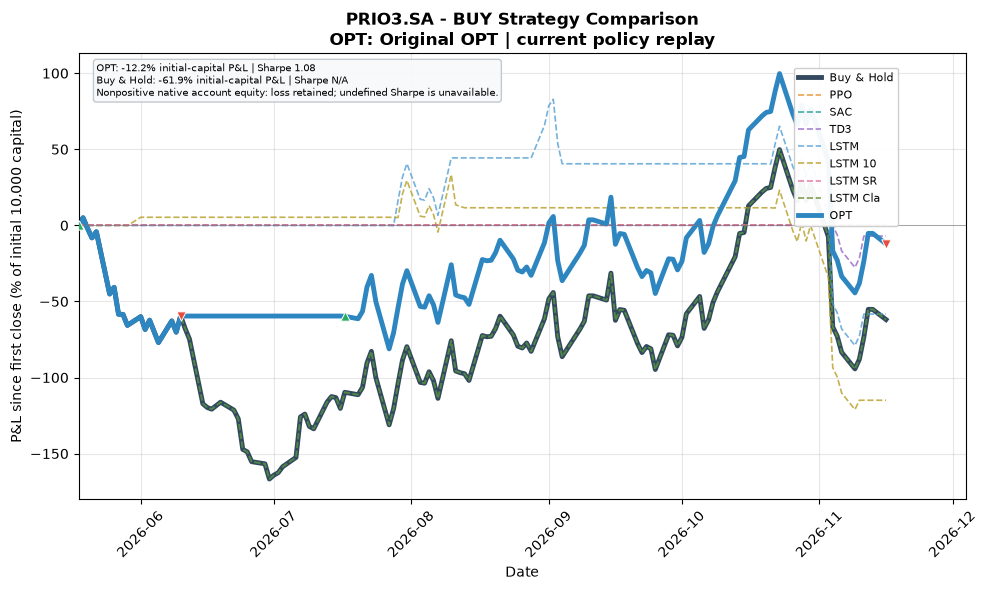 PRIO3.SA - BUY Strategy Comparison
OPT: Original OPT | current policy replay
OPT: -12.2% initial-capital P&L | Sharpe 1.08
Buy & Hold: -61.9% initial-capital P&L | Sharpe N/A
Nonpositive native account equity: loss retained; undefined Sharpe is unavailable.
Buy & Hold
PPO
SAC
TD3
LSTM
LSTM 10
LSTM SR
LSTM Cla
OPT
P&L since first close (% of initial 10,000 capital)
100
50
0
−50
−100
−150
2026-06
2026-07
2026-08
2026-09
2026-10
2026-11
2026-12
Date